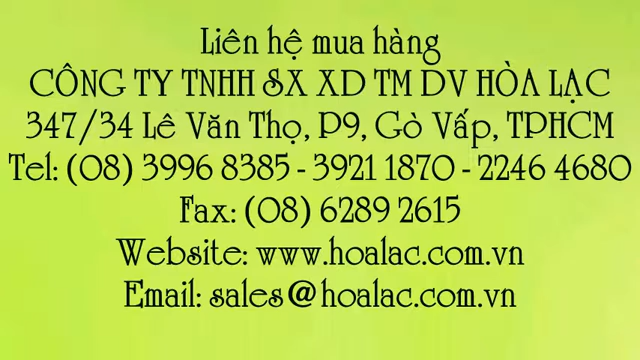 Liên hệ mua hàng
CÔNG TY TNHH SX XD TM DV HÒA LẠC
347/34 Lê Văn Thọ, P9, Gò Vấp, TPHCM
Tel: (08) 3996 8385 - 3921 1870 - 2246 4680
Fax: (08) 6289 2615
Website: www.hoalac.com.vn
Email: sales@hoalac.com.vn